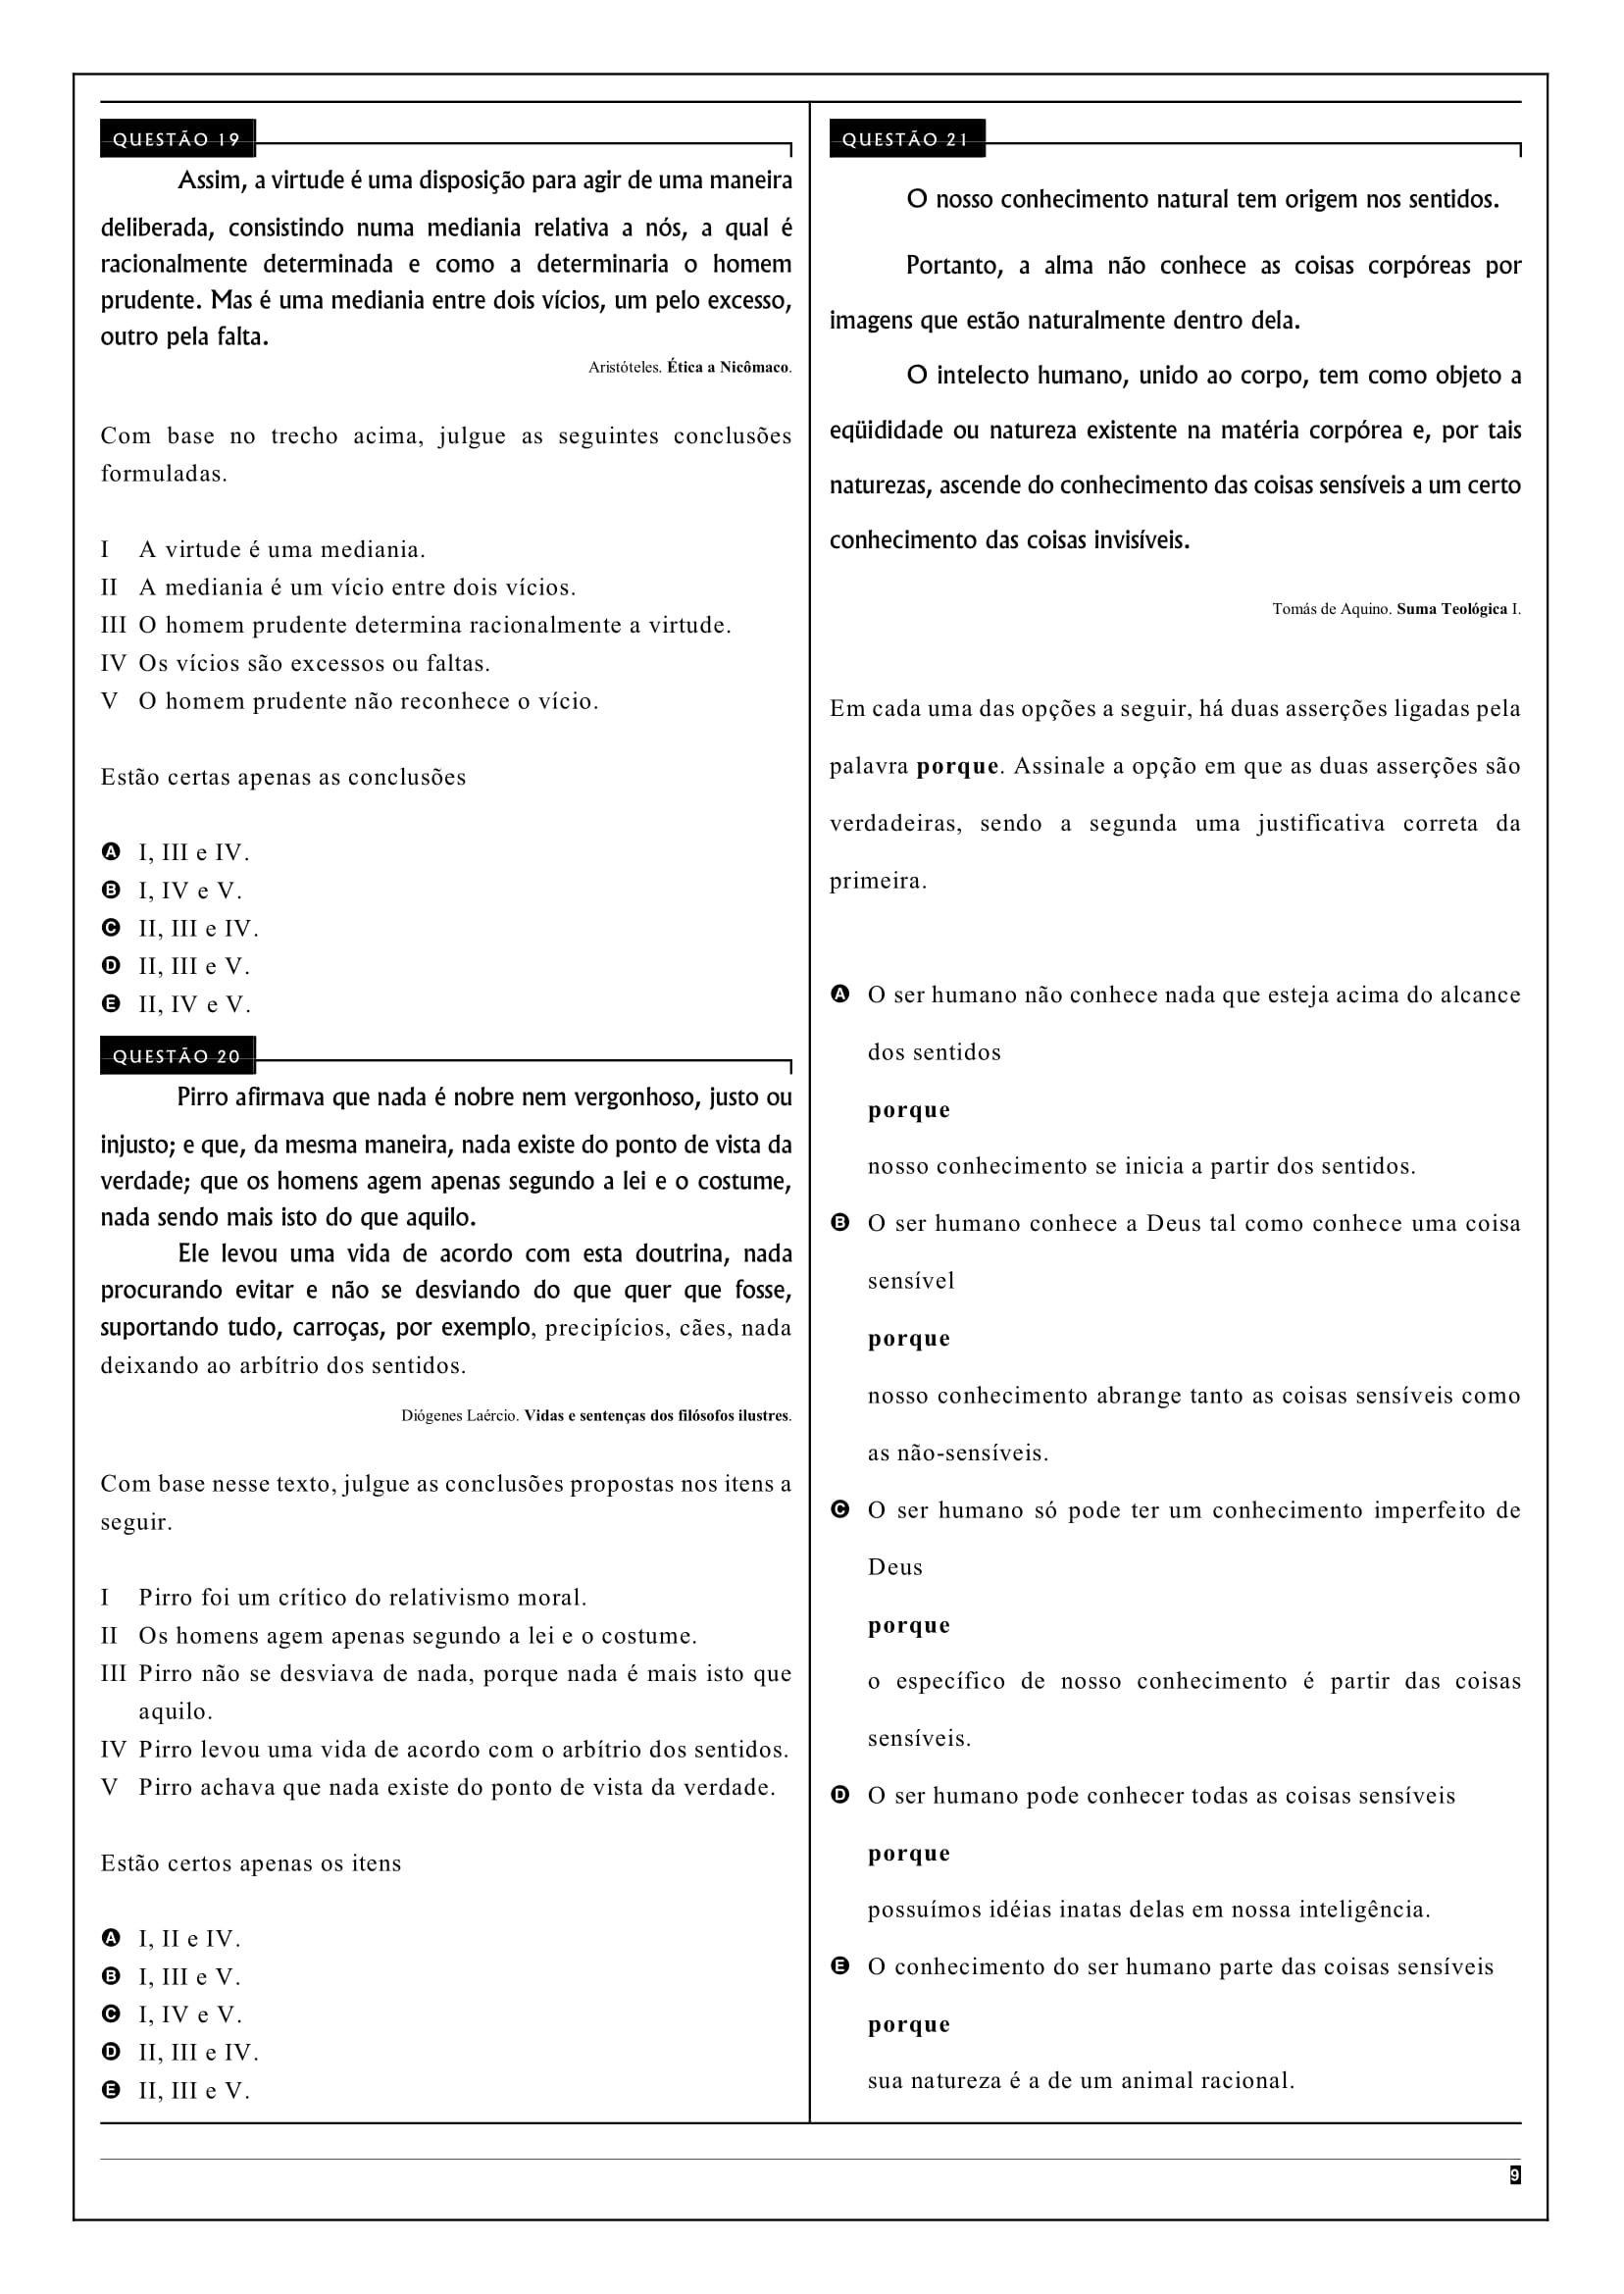 QUESTÃO 19
Assim, a virtude é uma disposição para agir de uma maneira
deliberada, consistindo numa mediania relativa a nós, a qual é
racionalmente determinada e como a determinaria o homem
prudente. Mas é uma mediania entre dois vícios, um pelo excesso,
outro pela falta.
Aristóteles. Ética a Nicômaco.
Com base no trecho acima, julgue as seguintes conclusões
formuladas.
I A virtude é uma mediania.
II A mediania é um vício entre dois vícios.
III O homem prudente determina racionalmente a virtude.
IV Os vícios são excessos ou faltas.
V O homem prudente não reconhece o vício.
Estão certas apenas as conclusões
A I, III e IV.
B I, IV e V.
C II, III e IV.
D II, III e V.
E II, IV e V.
QUESTÃO 20
Pirro afirmava que nada é nobre nem vergonhoso, justo ou
injusto; e que, da mesma maneira, nada existe do ponto de vista da
verdade; que os homens agem apenas segundo a lei e o costume,
nada sendo mais isto do que aquilo.
Ele levou uma vida de acordo com esta doutrina, nada
procurando evitar e não se desviando do que quer que fosse,
suportando tudo, carroças, por exemplo, precipícios, cães, nada
deixando ao arbítrio dos sentidos.
Diógenes Laércio. Vidas e sentenças dos filósofos ilustres.
Com base nesse texto, julgue as conclusões propostas nos itens a
seguir.
I Pirro foi um crítico do relativismo moral.
II Os homens agem apenas segundo a lei e o costume.
III Pirro não se desviava de nada, porque nada é mais isto que
aquilo.
IV Pirro levou uma vida de acordo com o arbítrio dos sentidos.
V Pirro achava que nada existe do ponto de vista da verdade.
Estão certos apenas os itens
A I, II e IV.
B I, III e V.
C I, IV e V.
D II, III e IV.
E II, III e V.
QUESTÃO 21
O nosso conhecimento natural tem origem nos sentidos.
Portanto, a alma não conhece as coisas corpóreas por
imagens que estão naturalmente dentro dela.
O intelecto humano, unido ao corpo, tem como objeto a
eqüididade ou natureza existente na matéria corpórea e, por tais
naturezas, ascende do conhecimento das coisas sensíveis a um certo
conhecimento das coisas invisíveis.
Tomás de Aquino. Suma Teológica I.
Em cada uma das opções a seguir, há duas asserções ligadas pela
palavra porque. Assinale a opção em que as duas asserções são
verdadeiras, sendo a segunda uma justificativa correta da
primeira.
A O ser humano não conhece nada que esteja acima do alcance
dos sentidos
porque
nosso conhecimento se inicia a partir dos sentidos.
B O ser humano conhece a Deus tal como conhece uma coisa
sensível
porque
nosso conhecimento abrange tanto as coisas sensíveis como
as não-sensíveis.
C O ser humano só pode ter um conhecimento imperfeito de
Deus
porque
o específico de nosso conhecimento é partir das coisas
sensíveis.
D O ser humano pode conhecer todas as coisas sensíveis
porque
possuímos idéias inatas delas em nossa inteligência.
E O conhecimento do ser humano parte das coisas sensíveis
porque
sua natureza é a de um animal racional.
9